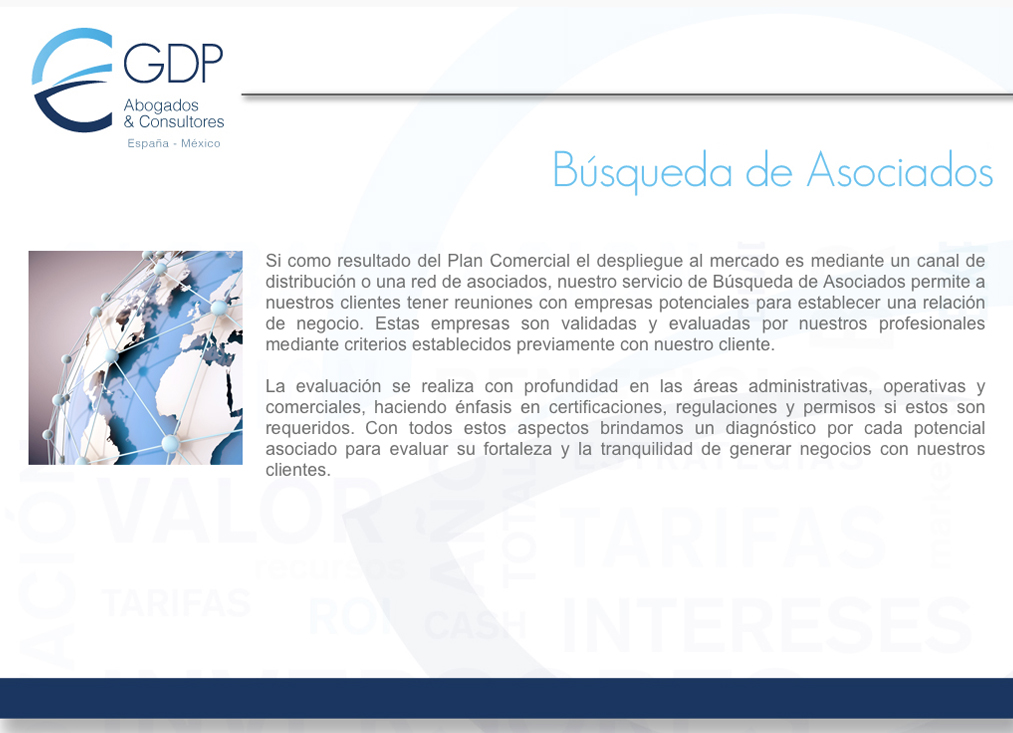 GDP
Abogados
& Consultores
España - México
Búsqueda de Asociados
Si como resultado del Plan Comercial el despliegue al mercado es mediante un canal de
distribución o una red de asociados, nuestro servicio de Búsqueda de Asociados permite a
nuestros clientes tener reuniones con empresas potenciales para establecer una relación
de negocio. Estas empresas son validadas y evaluadas por nuestros profesionales
mediante criterios establecidos previamente con nuestro cliente.
La evaluación se realiza con profundidad en las áreas administrativas, operativas y
comerciales, haciendo énfasis en certificaciones, regulaciones y permisos si estos son
requeridos. Con todos estos aspectos brindamos un diagnóstico por cada potencial
asociado para evaluar su fortaleza y la tranquilidad de generar negocios con nuestros
clientes.
VALOR
TOTAL
TARIFAS
recursos
TARIFAS
ROI
CASH
INTERESES